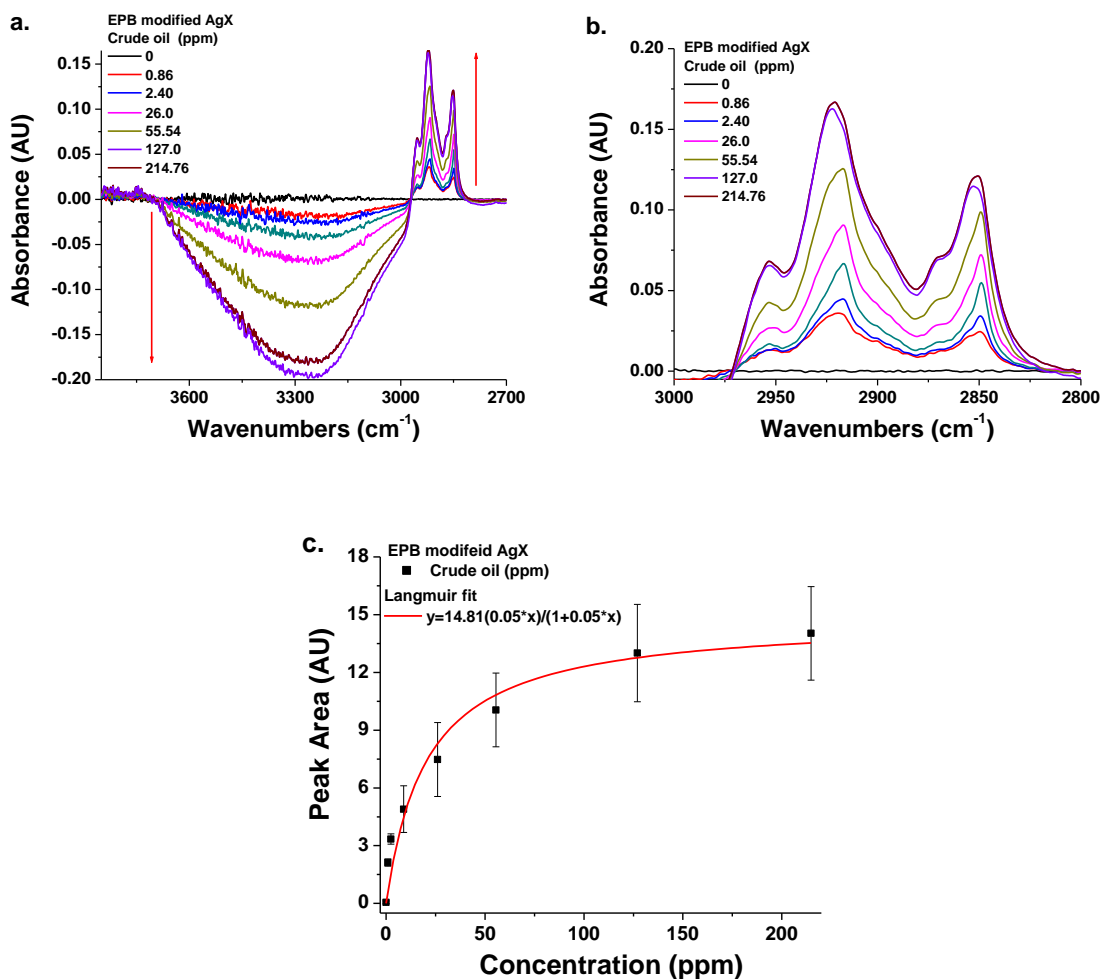 a.
EPB modified AgX
Crude oil (ppm)
0
0.86
2.40
26.0
55.54
127.0
214.76
0.15
0.10
0.05
0.00
-0.05
-0.10
-0.15
-0.20
Absorbance (AU)
3600 3300 3000 2700
Wavenumbers (cm⁻¹)
b.
EPB modified AgX
Crude oil (ppm)
0
0.86
2.40
26.0
55.54
127.0
214.76
0.20
0.15
0.10
0.05
0.00
Absorbance (AU)
3000 2950 2900 2850 2800
Wavenumbers (cm⁻¹)
c.
EPB modifeid AgX
Crude oil (ppm)
Langmuir fit
y=14.81(0.05*x)/(1+0.05*x)
18
15
12
9
6
3
0
Peak Area (AU)
0 50 100 150 200
Concentration (ppm)